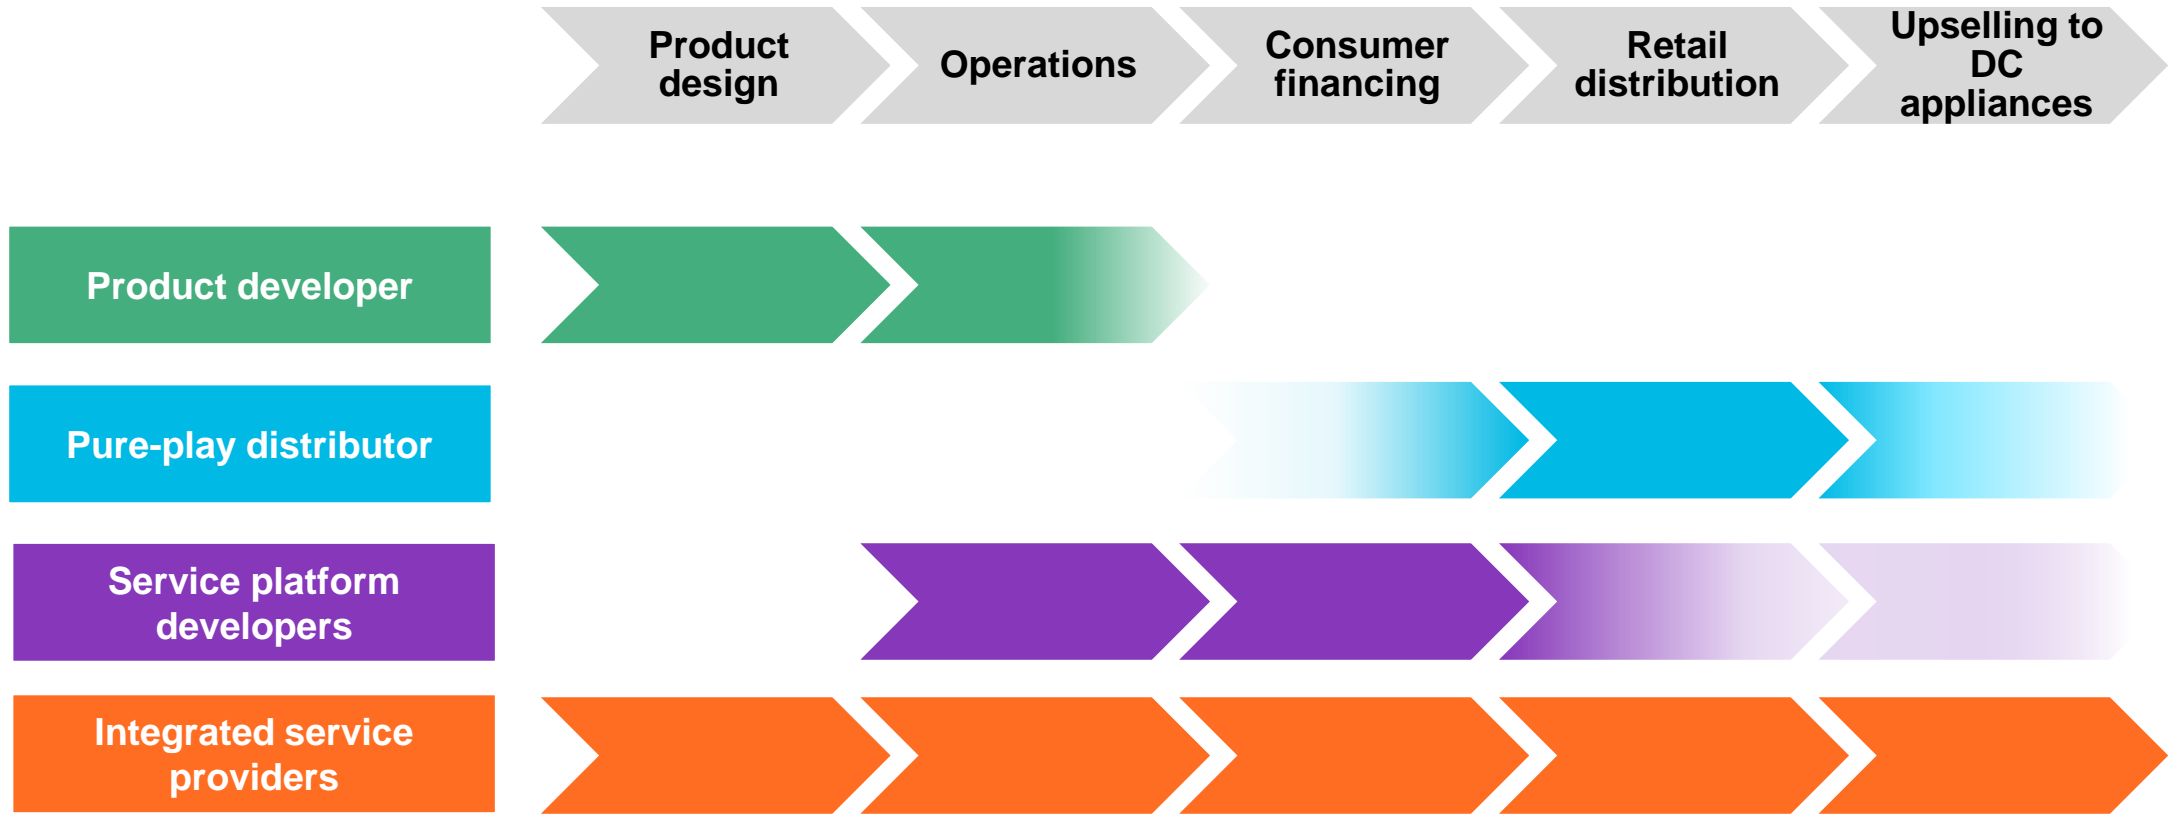 Product
design
Operations
Consumer
financing
Retail
distribution
Upselling to
DC
appliances
Product developer
Pure-play distributor
Service platform
developers
Integrated service
providers